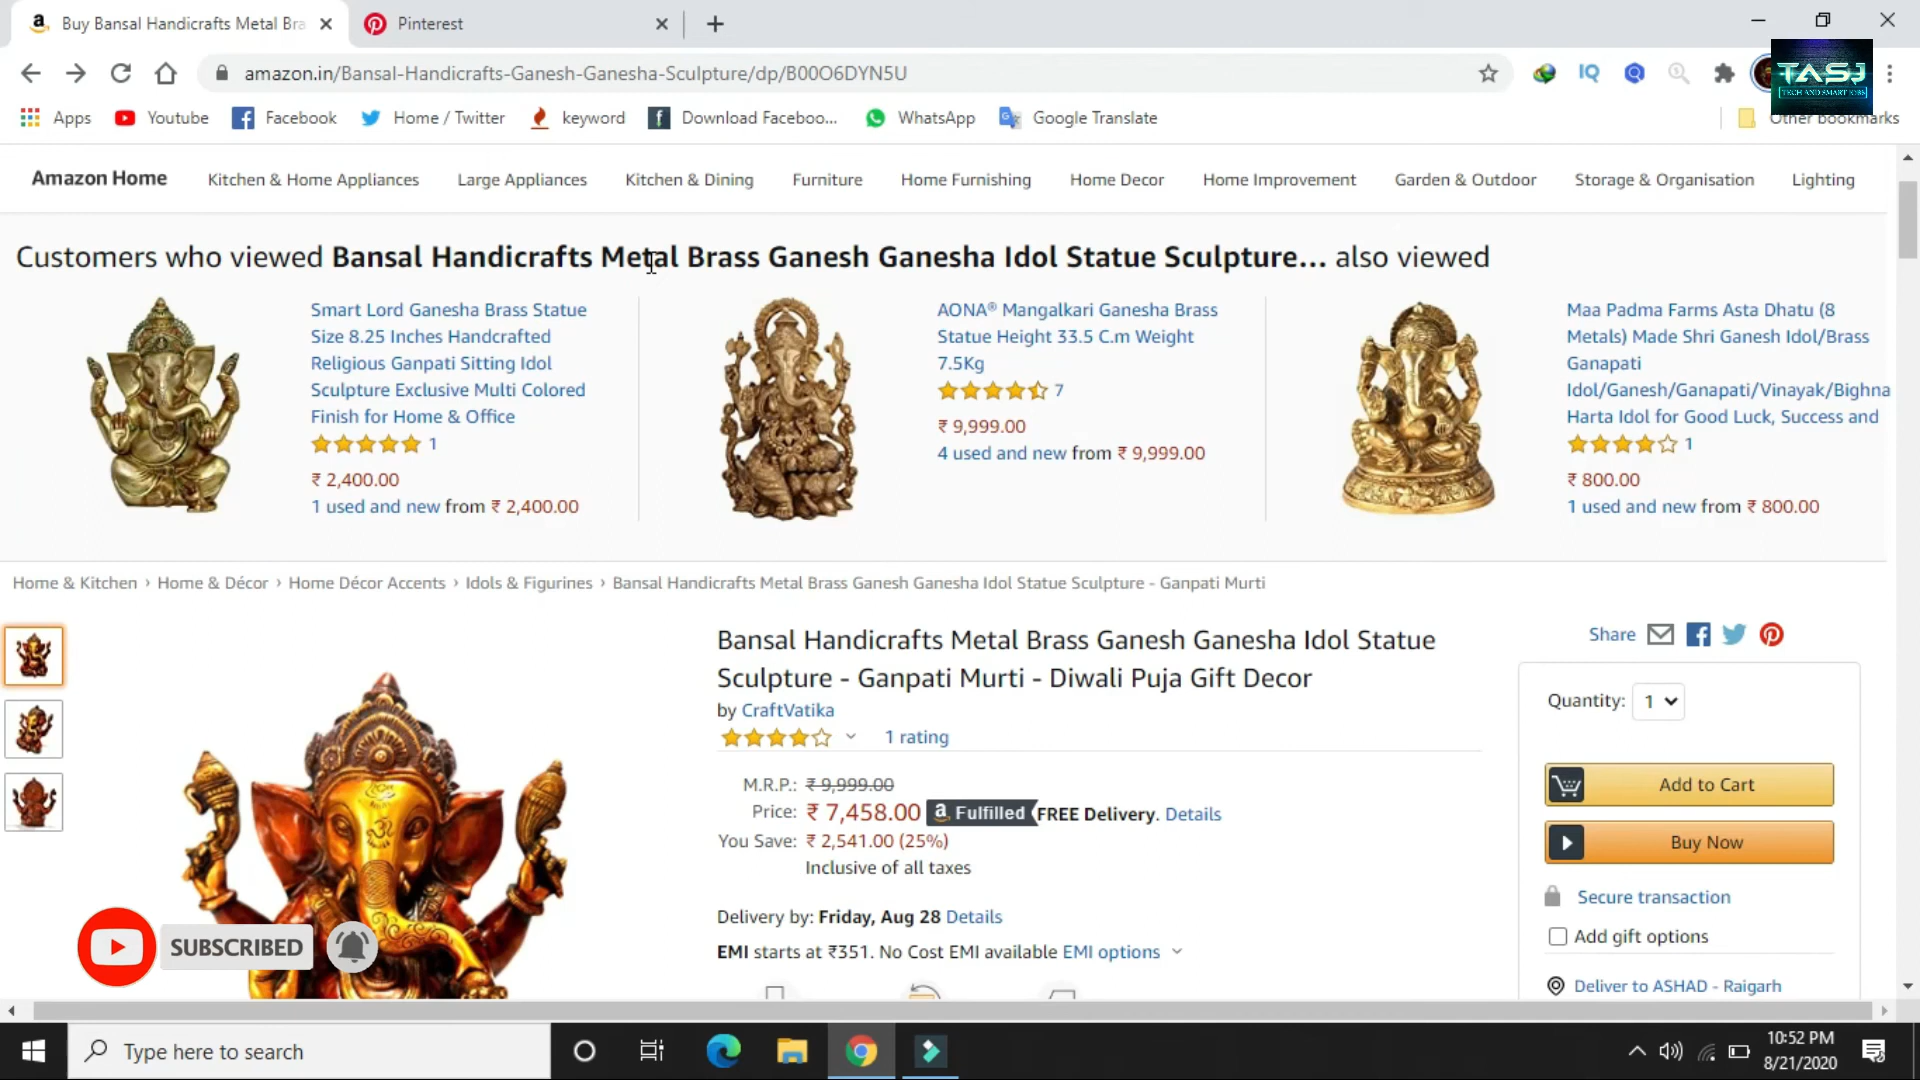 Buy Bansal Handicrafts Metal Bra
Pinterest
amazon.in/Bansal-Handicrafts-Ganesh-Ganesha-Sculpture/dp/B00O6DYN5U
IQ
TASJ
TECH AND SMART JOBS
Apps
Youtube
Facebook
Home / Twitter
keyword
Download Faceboo...
WhatsApp
Google Translate
Other bookmarks
Amazon Home
Kitchen & Home Appliances
Large Appliances
Kitchen & Dining
Furniture
Home Furnishing
Home Decor
Home Improvement
Garden & Outdoor
Storage & Organisation
Lighting
Customers who viewed Bansal Handicrafts Metal Brass Ganesh Ganesha Idol Statue Sculpture... also viewed
Smart Lord Ganesha Brass Statue
Size 8.25 Inches Handcrafted
Religious Ganpati Sitting Idol
Sculpture Exclusive Multi Colored
Finish for Home & Office
1
₹ 2,400.00
1 used and new from ₹ 2,400.00
AONA® Mangalkari Ganesha Brass
Statue Height 33.5 C.m Weight
7.5Kg
7
₹ 9,999.00
4 used and new from ₹ 9,999.00
Maa Padma Farms Asta Dhatu (8
Metals) Made Shri Ganesh Idol/Brass
Ganapati
Idol/Ganesh/Ganapati/Vinayak/Bighna
Harta Idol for Good Luck, Success and
1
₹ 800.00
1 used and new from ₹ 800.00
Home & Kitchen › Home & Décor › Home Décor Accents › Idols & Figurines › Bansal Handicrafts Metal Brass Ganesh Ganesha Idol Statue Sculpture - Ganpati Murti
Bansal Handicrafts Metal Brass Ganesh Ganesha Idol Statue
Sculpture - Ganpati Murti - Diwali Puja Gift Decor
by CraftVatika
1 rating
M.R.P.: ₹ 9,999.00
Price: ₹ 7,458.00 a Fulfilled FREE Delivery. Details
You Save: ₹ 2,541.00 (25%)
Inclusive of all taxes
Delivery by: Friday, Aug 28 Details
EMI starts at ₹351. No Cost EMI available EMI options
Share
Quantity: 1
Add to Cart
Buy Now
Secure transaction
Add gift options
Deliver to ASHAD - Raigarh
SUBSCRIBED
Type here to search
10:52 PM
8/21/2020